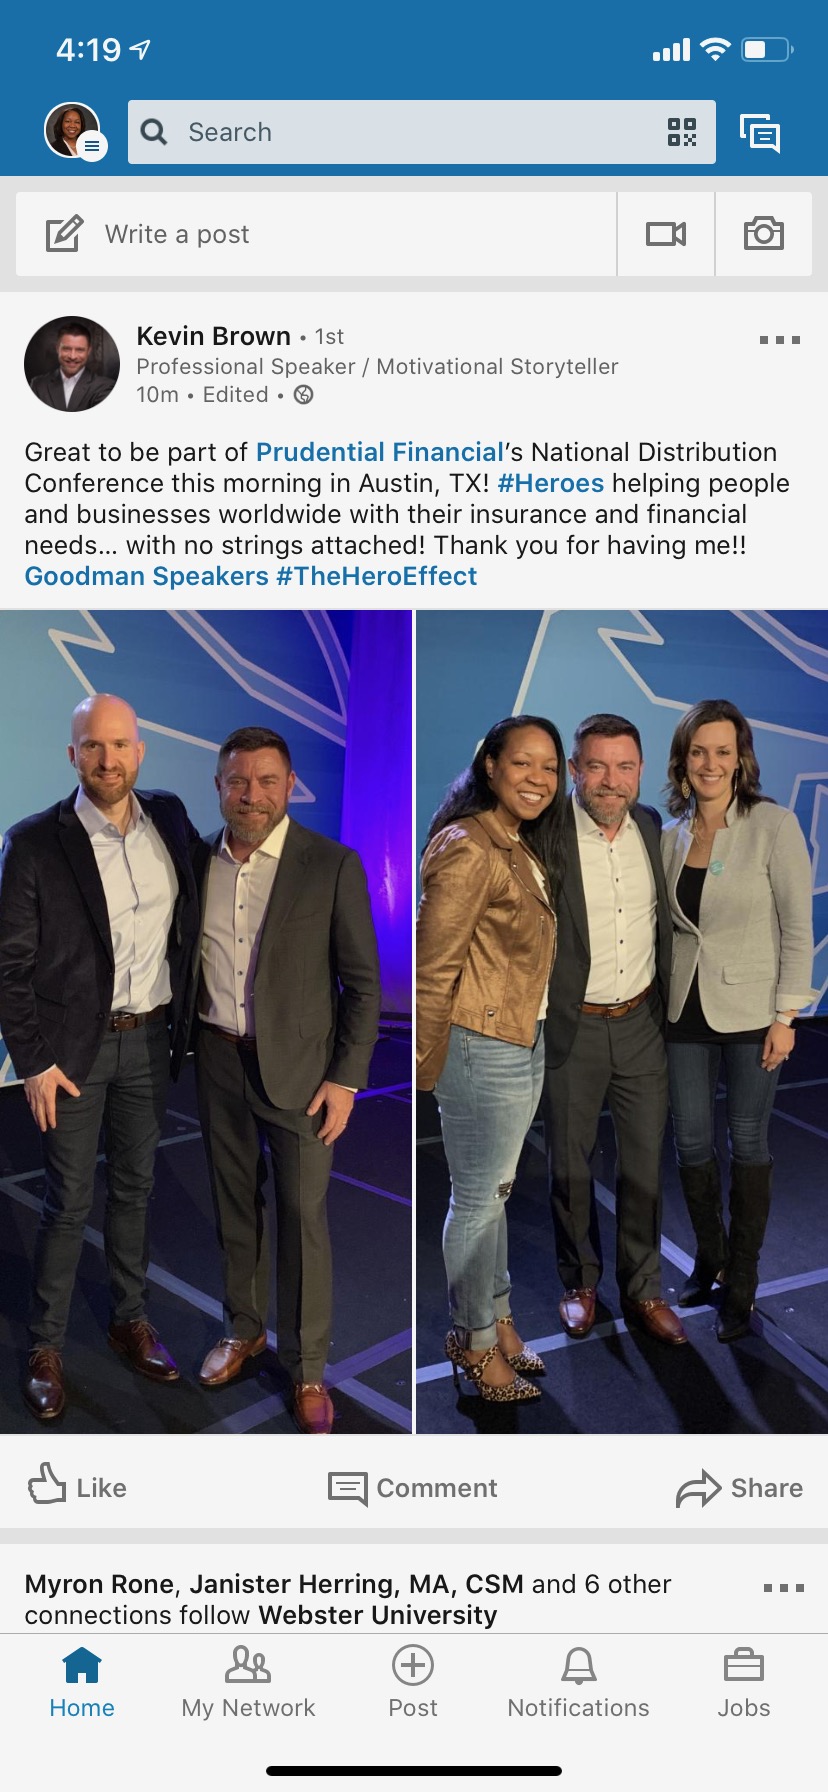 4:19
Search
Write a post
Kevin Brown • 1st
Professional Speaker / Motivational Storyteller
10m • Edited •
Great to be part of Prudential Financial's National Distribution
Conference this morning in Austin, TX! #Heroes helping people
and businesses worldwide with their insurance and financial
needs... with no strings attached! Thank you for having me!!
Goodman Speakers #TheHeroEffect
Like
Comment
Share
Myron Rone, Janister Herring, MA, CSM and 6 other
connections follow Webster University
Home
My Network
Post
Notifications
Jobs